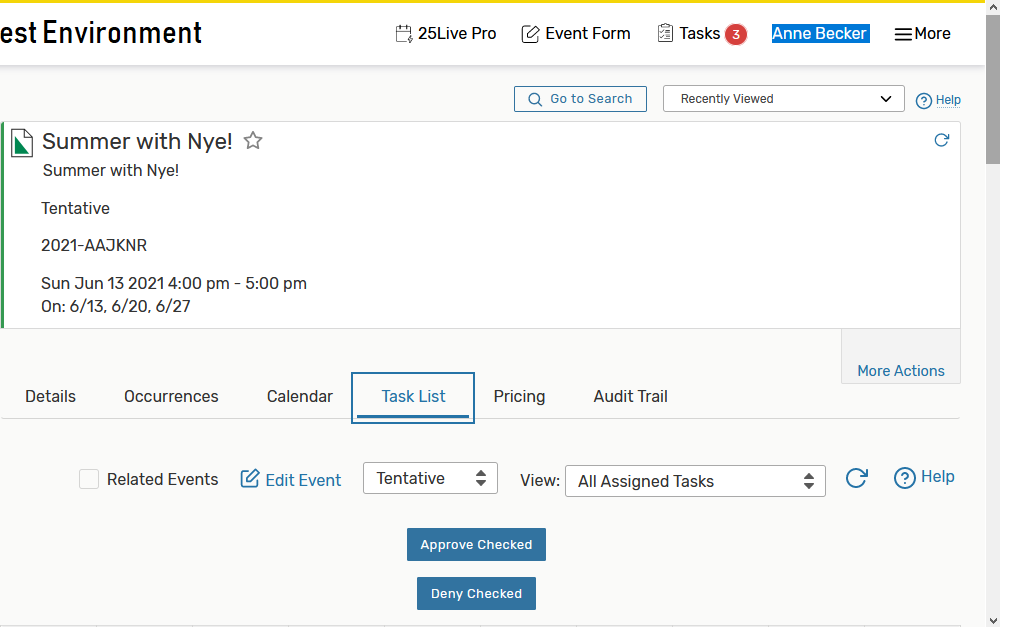 est Environment
25Live Pro Event Form Tasks 3 Anne Becker More
Go to Search Recently Viewed Help
Summer with Nye!
Summer with Nye!
Tentative
2021-AAJKNR
Sun Jun 13 2021 4:00 pm - 5:00 pm
On: 6/13, 6/20, 6/27
More Actions
Details Occurrences Calendar Task List Pricing Audit Trail
Related Events Edit Event Tentative View: All Assigned Tasks Help
Approve Checked
Deny Checked